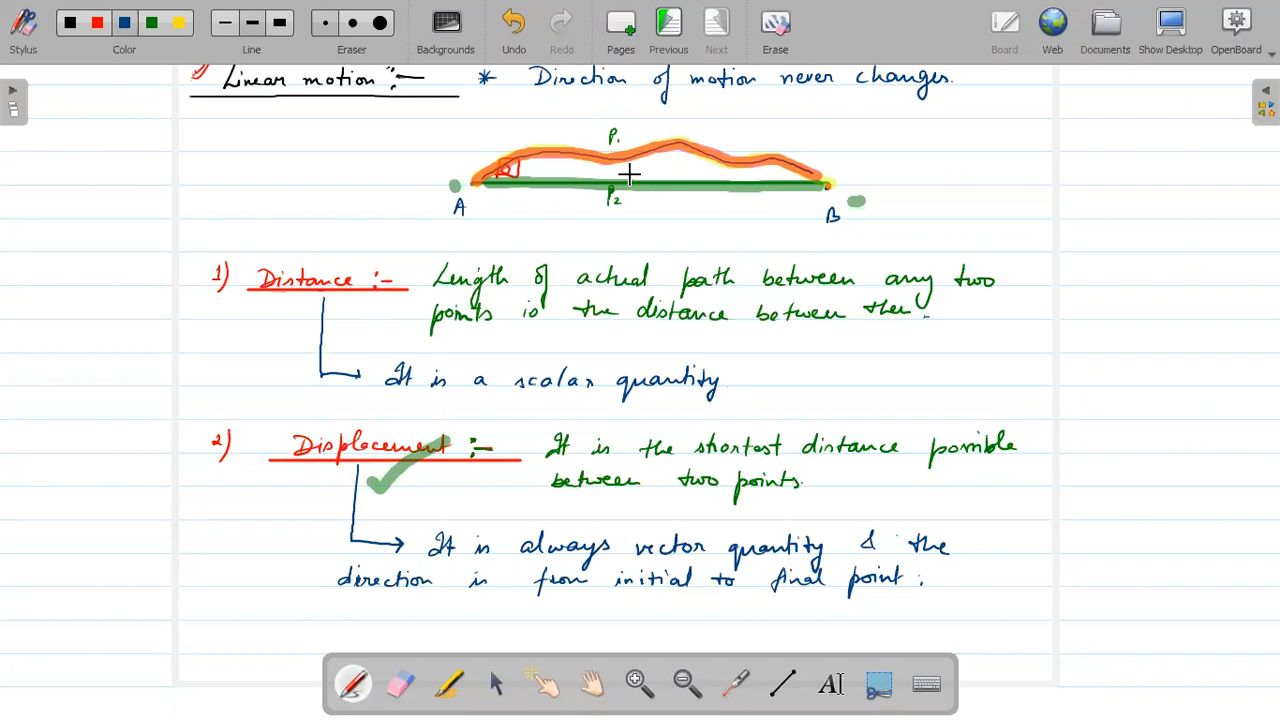 Stylus
Color
Line
Eraser
Backgrounds
Undo
Redo
Pages
Previous
Next
Erase
Board
Web
Documents
Show Desktop
OpenBoard
Linear motion :- * Direction of motion never changes.
P1
P2
A
B
1) Distance :- Length of actual path between any two
points is the distance between then.
It is a scalar quantity
2) Displacement :- It is the shortest distance possible
between two points.
It is always vector quantity & the
direction is from initial to final point.
AI